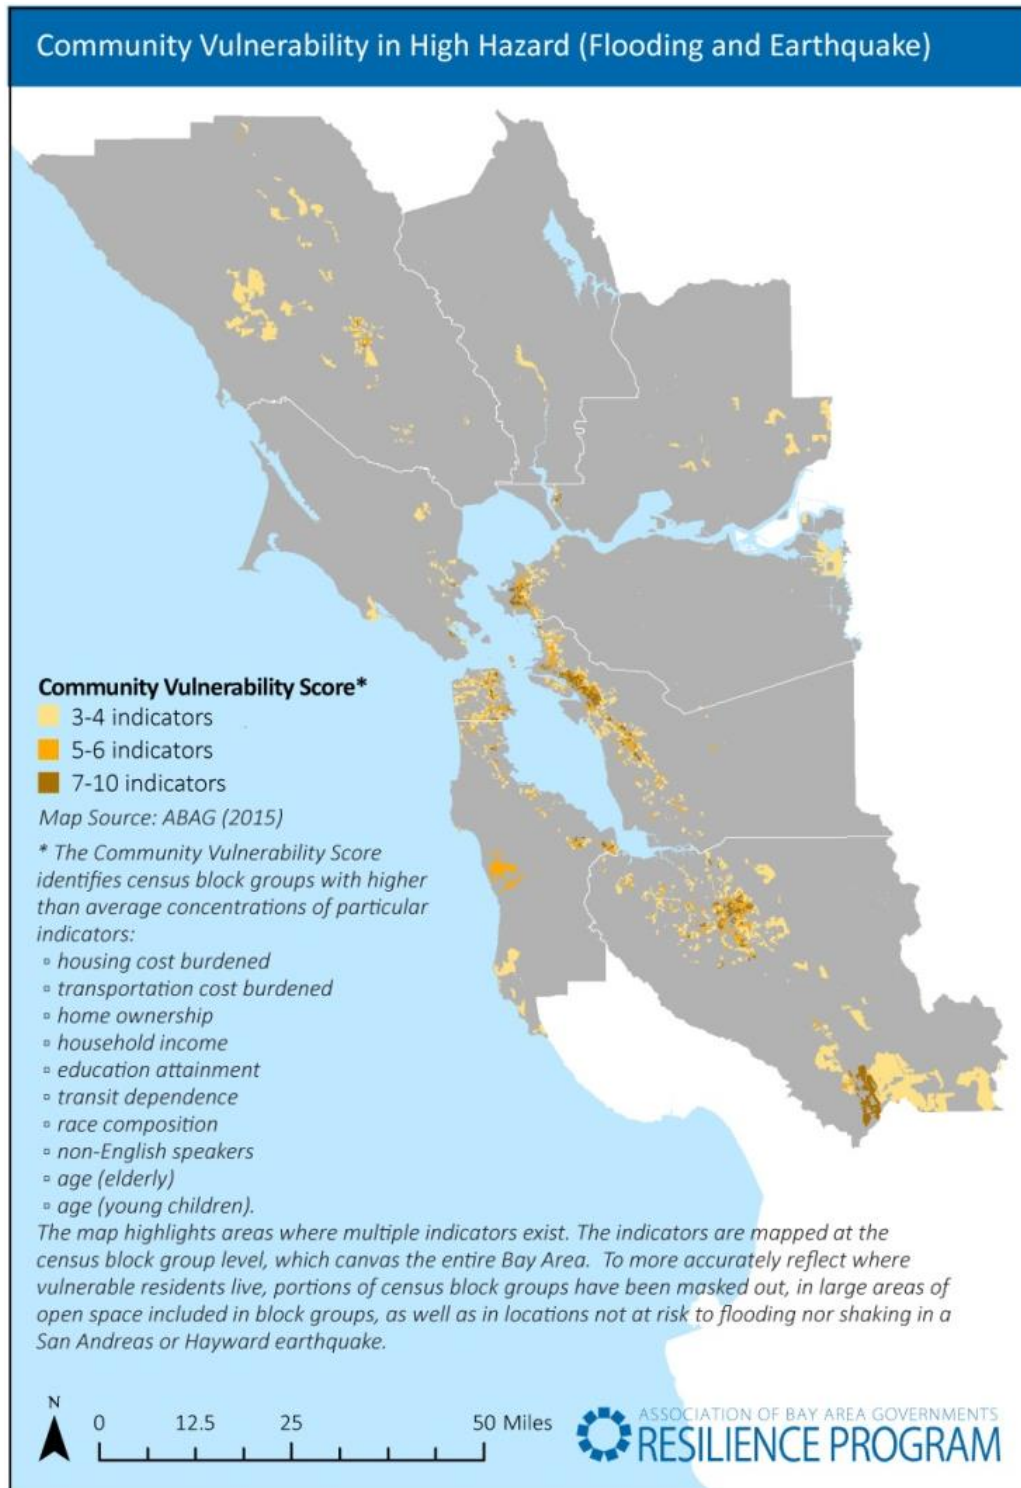 Community Vulnerability in High Hazard (Flooding and Earthquake)
Community Vulnerability Score*
3-4 indicators
5-6 indicators
7-10 indicators
Map Source: ABAG (2015)
* The Community Vulnerability Score
identifies census block groups with higher
than average concentrations of particular
indicators:
▫ housing cost burdened
▫ transportation cost burdened
▫ home ownership
▫ household income
▫ education attainment
▫ transit dependence
▫ race composition
▫ non-English speakers
▫ age (elderly)
▫ age (young children).
The map highlights areas where multiple indicators exist. The indicators are mapped at the
census block group level, which canvas the entire Bay Area. To more accurately reflect where
vulnerable residents live, portions of census block groups have been masked out, in large areas of
open space included in block groups, as well as in locations not at risk to flooding nor shaking in a
San Andreas or Hayward earthquake.
N
0 12.5 25 50 Miles
ASSOCIATION OF BAY AREA GOVERNMENTS
RESILIENCE PROGRAM